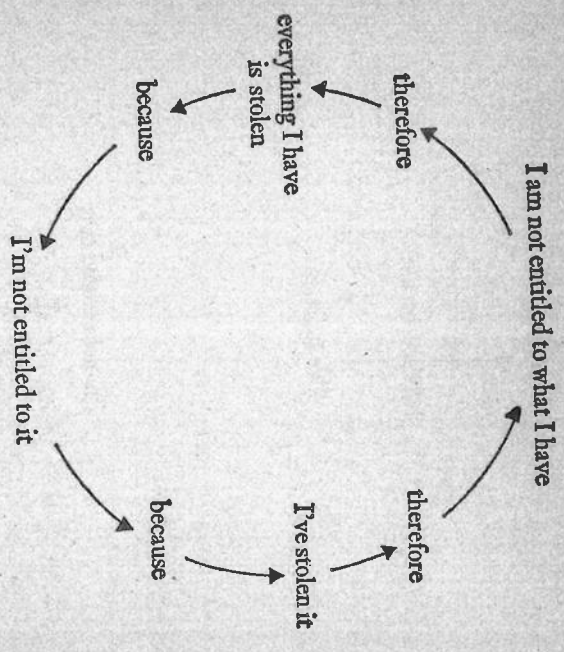 I am not entitled to what I have
therefore
everything I have
is stolen
because
I'm not entitled to it
because
I've stolen it
therefore